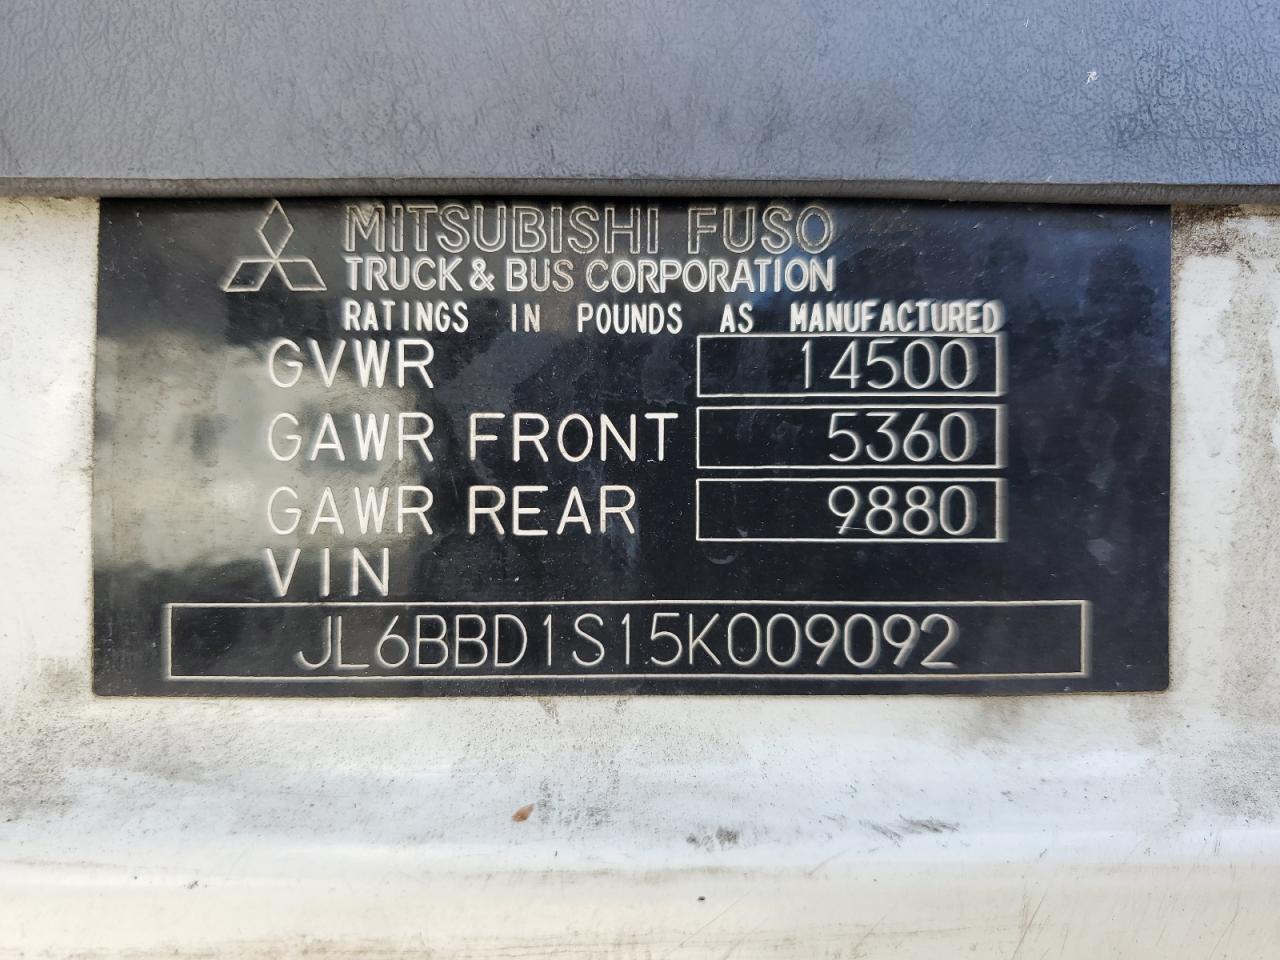 MITSUBISHI FUSO
TRUCK & BUS CORPORATION
RATINGS IN POUNDS AS MANUFACTURED
GVWR 14500
GAWR FRONT 5360
GAWR REAR 9880
VIN
JL6BBD1S15K009092